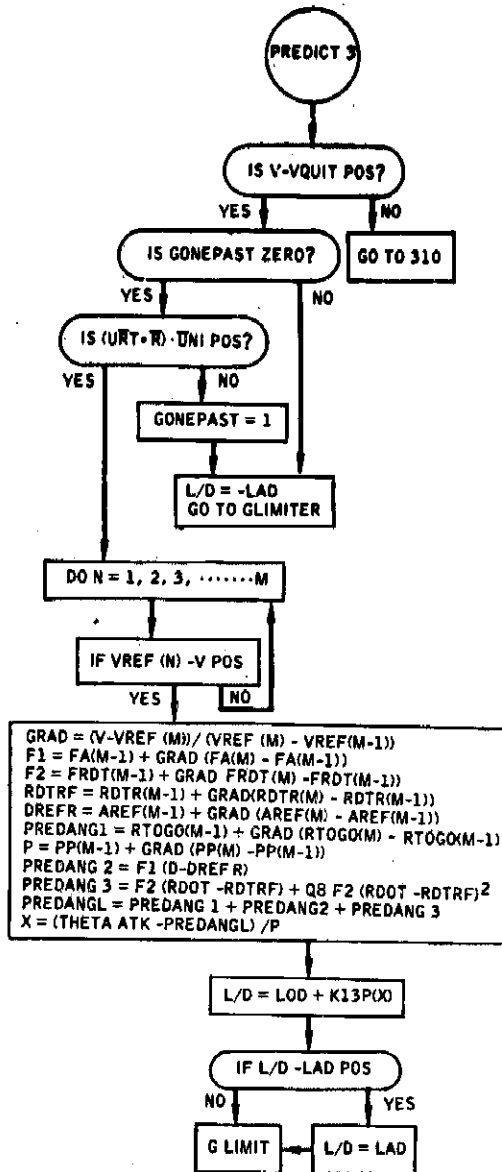 PREDICT 3
IS V-VQUIT POS?
YES
NO
IS GONEPAST ZERO?
GO TO 310
YES
NO
IS (U̅R̅T̅•R̅)·U̅NI POS?
YES
NO
GONEPAST = 1
L/D = -LAD
GO TO GLIMITER
DO N = 1, 2, 3, ········M
IF VREF (N) -V POS
YES
NO
GRAD = (V-VREF (M))/ (VREF (M) - VREF(M-1))
F1 = FA(M-1) + GRAD (FA(M) - FA(M-1))
F2 = FRDT(M-1) + GRAD FRDT(M) -FRDT(M-1))
RDTRF = RDTR(M-1) + GRAD(RDTR(M) - RDTR(M-1))
DREFR = AREF(M-1) + GRAD (AREF(M) - AREF(M-1))
PREDANG1 = RTOGO(M-1) + GRAD (RTOGO(M) - RTOGO(M-1)
P = PP(M-1) + GRAD (PP(M) -PP(M-1))
PREDANG 2 = F1 (D-DREF R)
PREDANG 3 = F2 (RDOT -RDTRF) + Q8 F2 (RDOT -RDTRF)²
PREDANGL = PREDANG 1 + PREDANG2 + PREDANG 3
X = (THETA ATK -PREDANGL) /P
L/D = LOD + K13P(X)
IF L/D -LAD POS
NO
YES
G LIMIT
L/D = LAD